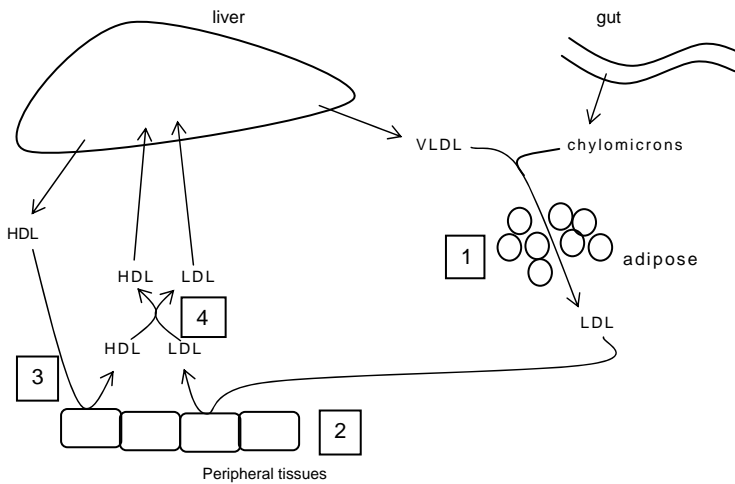 liver
gut
VLDL
chylomicrons
HDL
1
adipose
HDL LDL
4
LDL
HDL LDL
3
2
Peripheral tissues